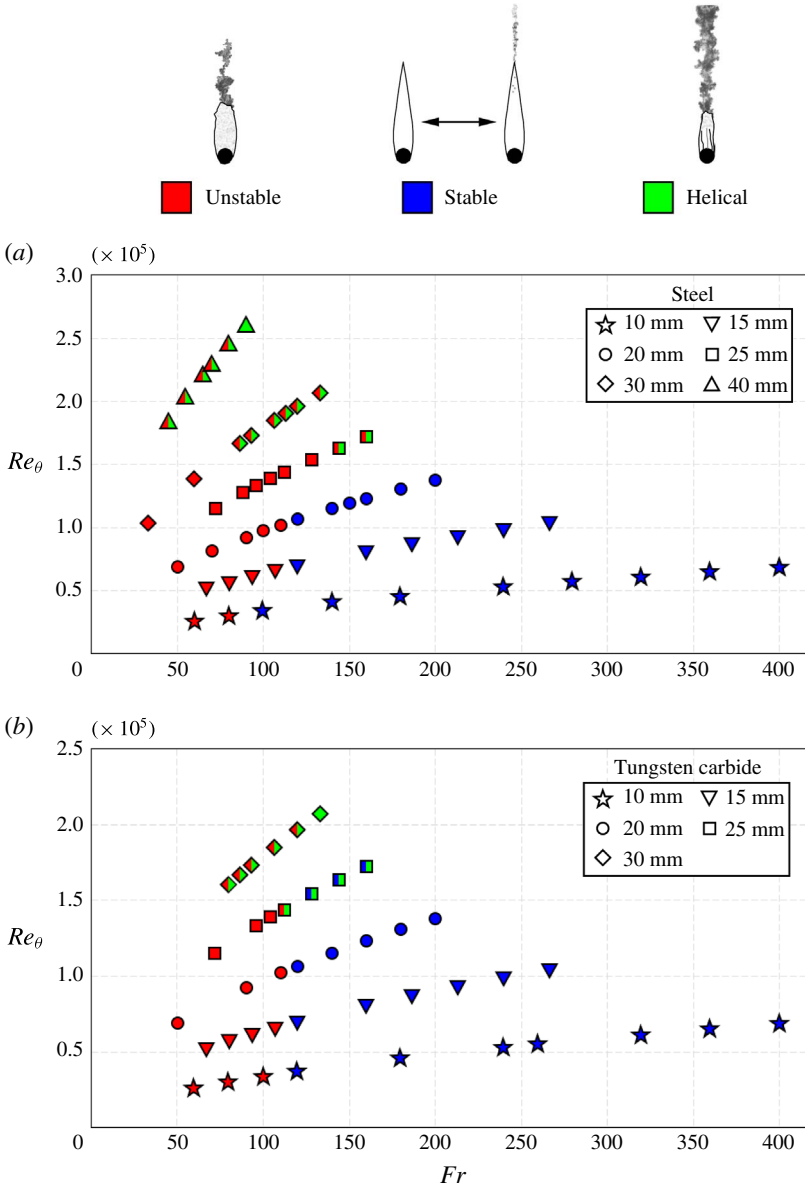 Unstable Stable Helical
(a) (× 10⁵)
3.0
Steel
10 mm 15 mm
2.5
20 mm 25 mm
30 mm 40 mm
2.0
Re_θ 1.5
1.0
0.5
0 50 100 150 200 250 300 350 400
(b) (× 10⁵)
2.5
Tungsten carbide
10 mm 15 mm
20 mm 25 mm
2.0
30 mm
1.5
Re_θ
1.0
0.5
0 50 100 150 200 250 300 350 400
Fr